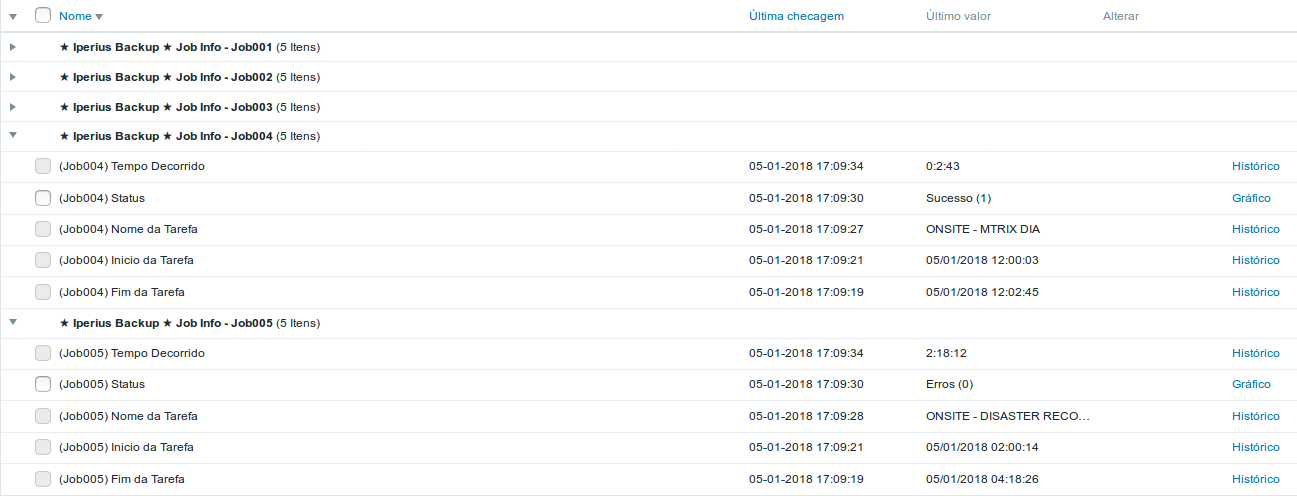 Nome Última checagem Último valor Alterar
★ Iperius Backup ★ Job Info - Job001 (5 Itens)
★ Iperius Backup ★ Job Info - Job002 (5 Itens)
★ Iperius Backup ★ Job Info - Job003 (5 Itens)
★ Iperius Backup ★ Job Info - Job004 (5 Itens)
(Job004) Tempo Decorrido 05-01-2018 17:09:34 0:2:43 Histórico
(Job004) Status 05-01-2018 17:09:30 Sucesso (1) Gráfico
(Job004) Nome da Tarefa 05-01-2018 17:09:27 ONSITE - MTRIX DIA Histórico
(Job004) Inicio da Tarefa 05-01-2018 17:09:21 05/01/2018 12:00:03 Histórico
(Job004) Fim da Tarefa 05-01-2018 17:09:19 05/01/2018 12:02:45 Histórico
★ Iperius Backup ★ Job Info - Job005 (5 Itens)
(Job005) Tempo Decorrido 05-01-2018 17:09:34 2:18:12 Histórico
(Job005) Status 05-01-2018 17:09:30 Erros (0) Gráfico
(Job005) Nome da Tarefa 05-01-2018 17:09:28 ONSITE - DISASTER RECO... Histórico
(Job005) Inicio da Tarefa 05-01-2018 17:09:21 05/01/2018 02:00:14 Histórico
(Job005) Fim da Tarefa 05-01-2018 17:09:19 05/01/2018 04:18:26 Histórico